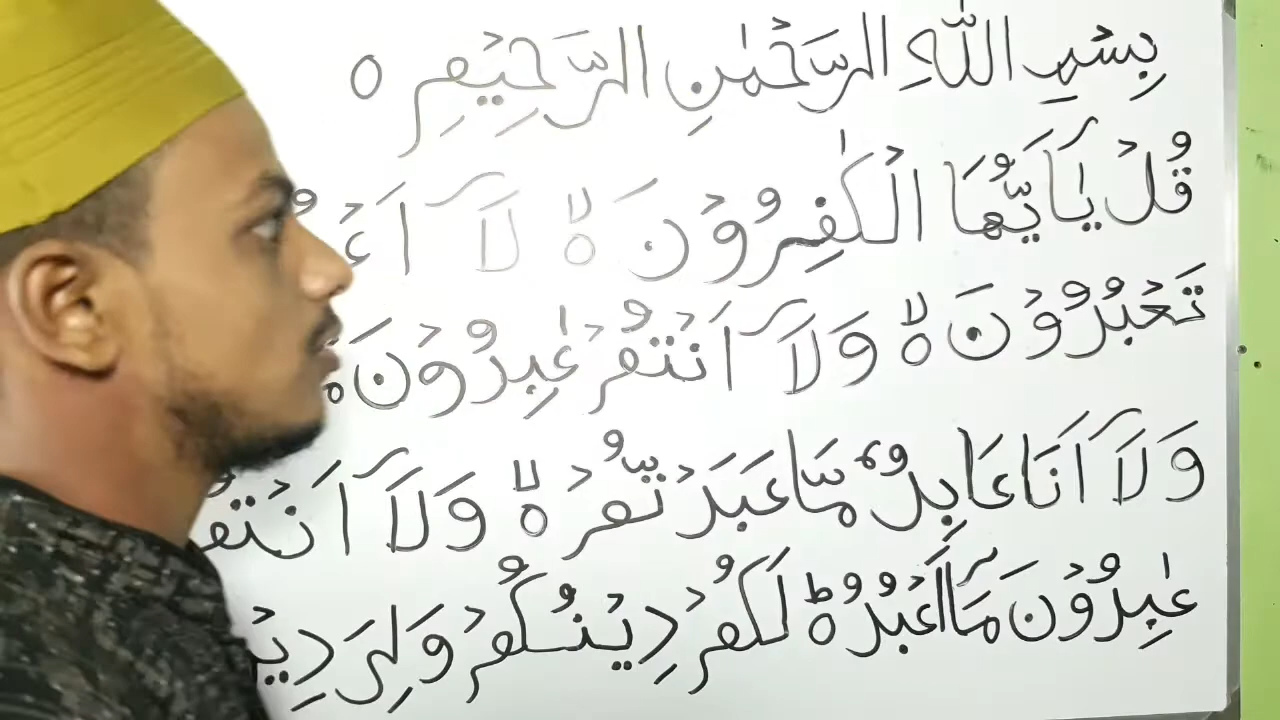 بِسْمِ اللّٰهِ الرَّحْمٰنِ الرَّحِيْمِ ○
قُلْ يٰٓاَيُّهَا الْكٰفِرُوْنَ ۙ لَآ اَعْ
تَعْبُدُوْنَ ۙ وَلَآ اَنْتُمْ عٰبِدُوْنَ
وَلَآ اَنَا عَابِدٌ مَّا عَبَدْتُّمْ ۙ وَلَآ اَنْتُمْ
عٰبِدُوْنَ مَآ اَعْبُدُ ؕ لَكُمْ دِيْنُكُمْ وَلِيَ دِيْ